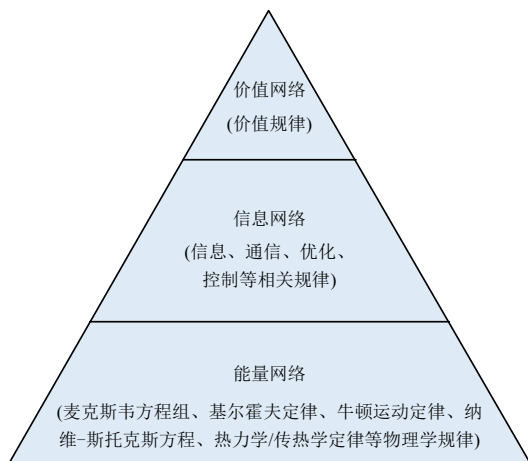 价值网络
(价值规律)
信息网络
(信息、通信、优化、
控制等相关规律)
能量网络
(麦克斯韦方程组、基尔霍夫定律、牛顿运动定律、纳
维-斯托克斯方程、热力学/传热学定律等物理学规律)